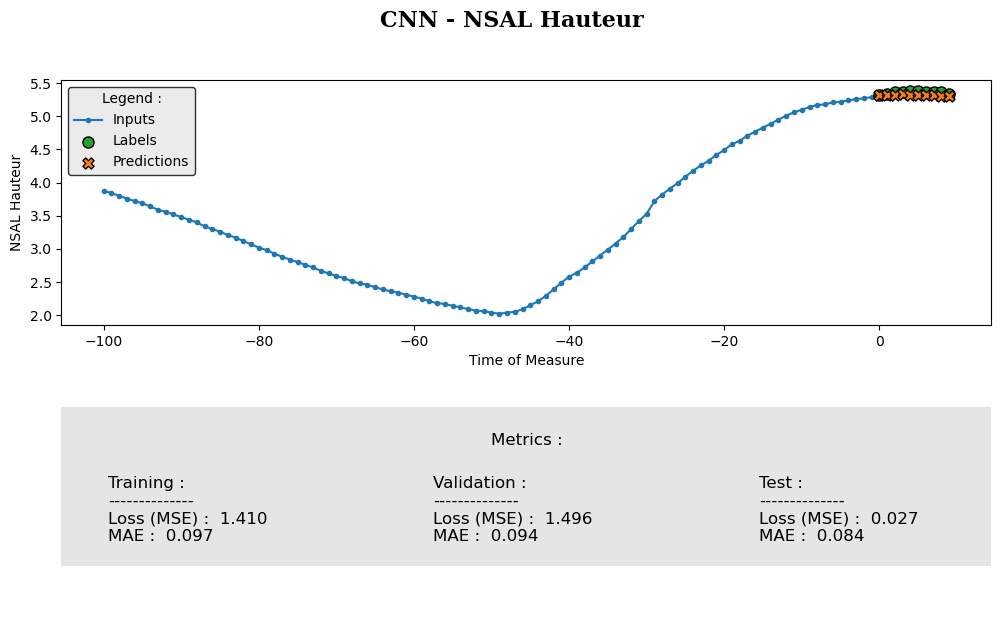 CNN - NSAL Hauteur
5.5
5.0
4.5
4.0
3.5
3.0
2.5
2.0
NSAL Hauteur
Legend :
Inputs
Labels
Predictions
−100
−80
−60
−40
−20
0
Time of Measure
Metrics :
Training :
--------------
Loss (MSE) :  1.410
MAE :  0.097
Validation :
--------------
Loss (MSE) :  1.496
MAE :  0.094
Test :
--------------
Loss (MSE) :  0.027
MAE :  0.084